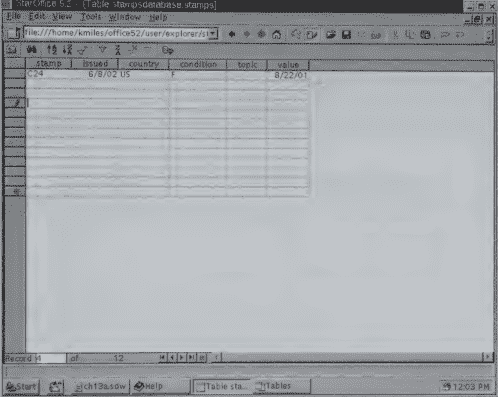 StarOffice 5.2 - [Table stampsdatabase.stamps]
File Edit View Tools Window Help
file:///home/kmiles/office52/user/explorer/st
stamp issued country condition topic value
C24 6/8/02 US F 8/22/01
Record 4 of 12
Start ch13a.sdw Help Table sta... Tables 12:03 PM